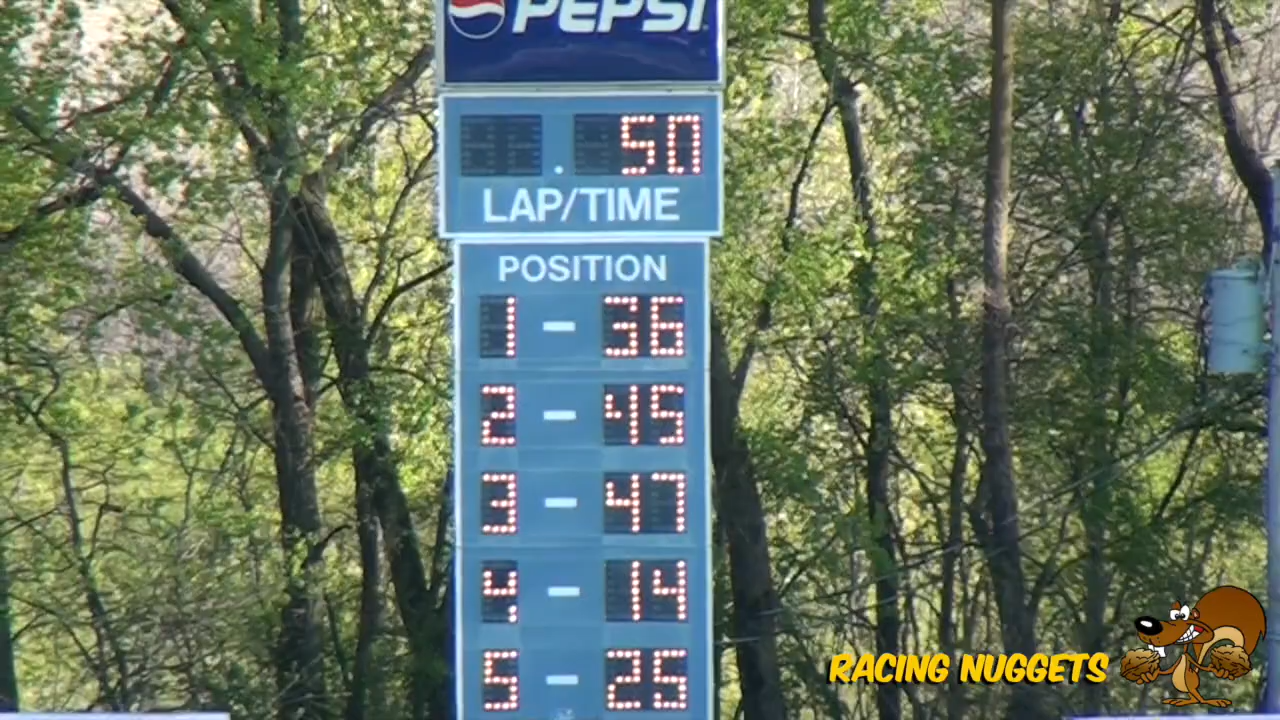 PEPSI
. 50
LAP/TIME
POSITION
1 - 36
2 - 45
3 - 47
4 - 14
5 - 25
RACING NUGGETS